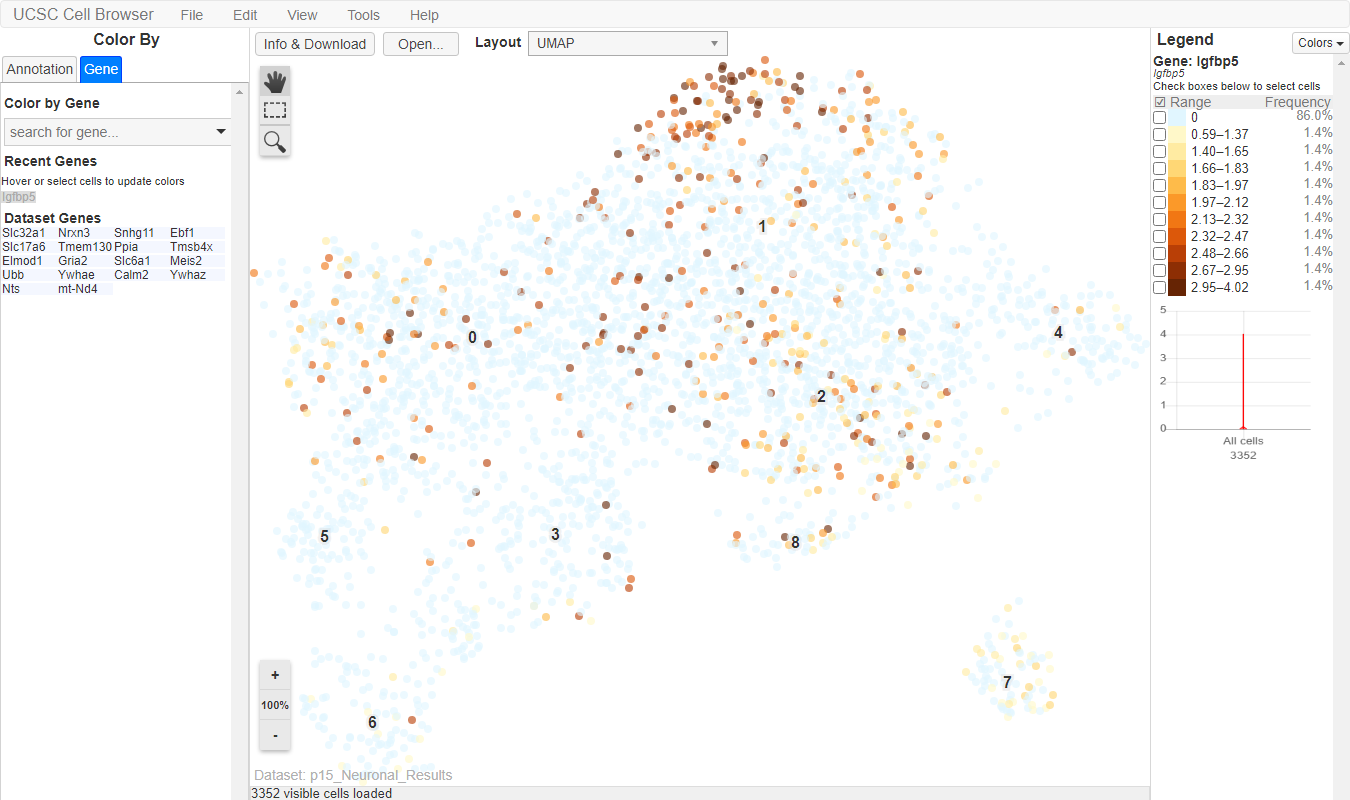 UCSC Cell Browser File Edit View Tools Help
Color By
Annotation Gene
Color by Gene
search for gene...
Recent Genes
Hover or select cells to update colors
Igfbp5
Dataset Genes
Slc32a1 Nrxn3 Snhg11 Ebf1
Slc17a6 Tmem130 Ppia Tmsb4x
Elmod1 Gria2 Slc6a1 Meis2
Ubb Ywhae Calm2 Ywhaz
Nts mt-Nd4
Info & Download Open... Layout UMAP
1
0
4
2
5
3
8
7
6
+
100%
-
Dataset: p15_Neuronal_Results
3352 visible cells loaded
Legend Colors
Gene: Igfbp5
Igfbp5
Check boxes below to select cells
Range Frequency
0 86.0%
0.59–1.37 1.4%
1.40–1.65 1.4%
1.66–1.83 1.4%
1.83–1.97 1.4%
1.97–2.12 1.4%
2.13–2.32 1.4%
2.32–2.47 1.4%
2.48–2.66 1.4%
2.67–2.95 1.4%
2.95–4.02 1.4%
5
4
3
2
1
0
All cells
3352